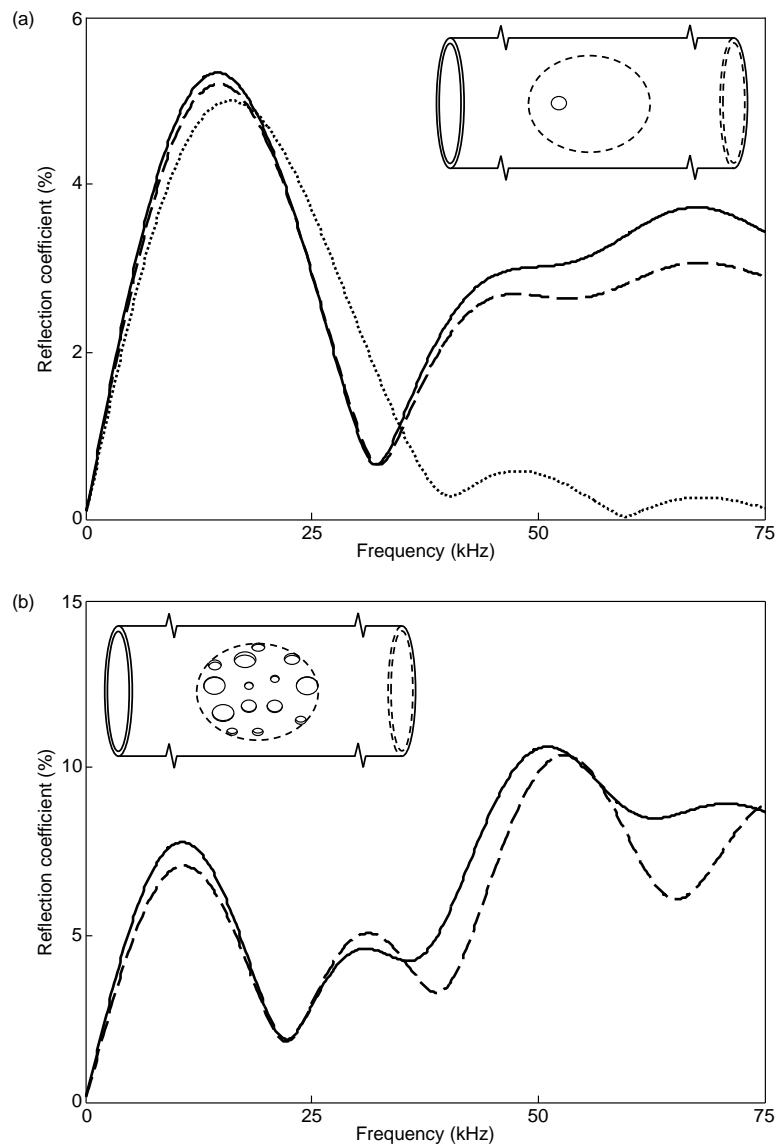 (a)
6
4
2
0
Reflection coefficient (%)
0 25 50 75
Frequency (kHz)
(b)
15
10
5
0
Reflection coefficient (%)
0 25 50 75
Frequency (kHz)